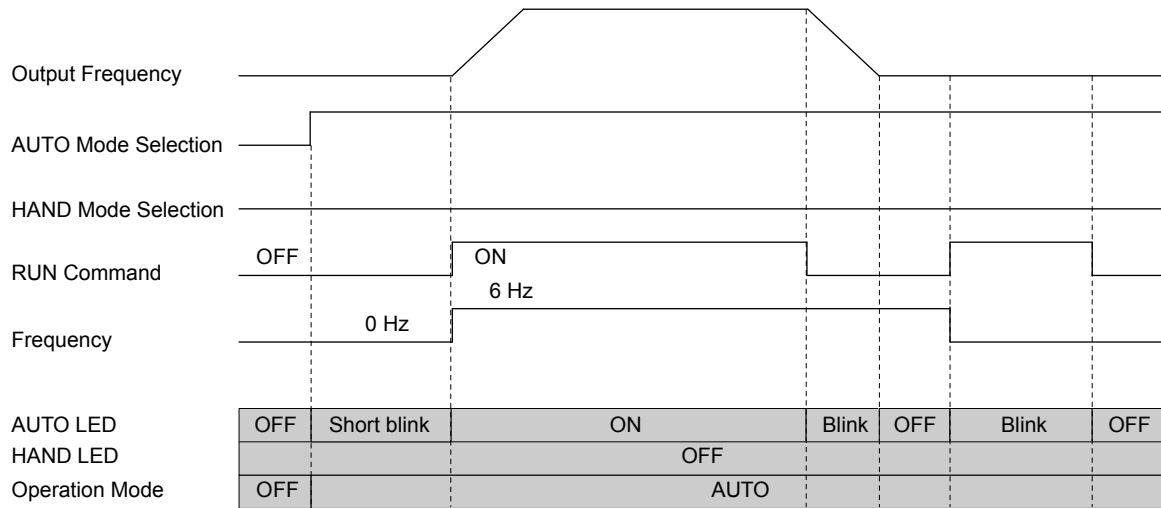 Output Frequency
AUTO Mode Selection
HAND Mode Selection
OFF ON
RUN Command
6 Hz
0 Hz
Frequency
AUTO LED OFF Short blink ON Blink OFF Blink OFF
HAND LED OFF
Operation Mode OFF AUTO